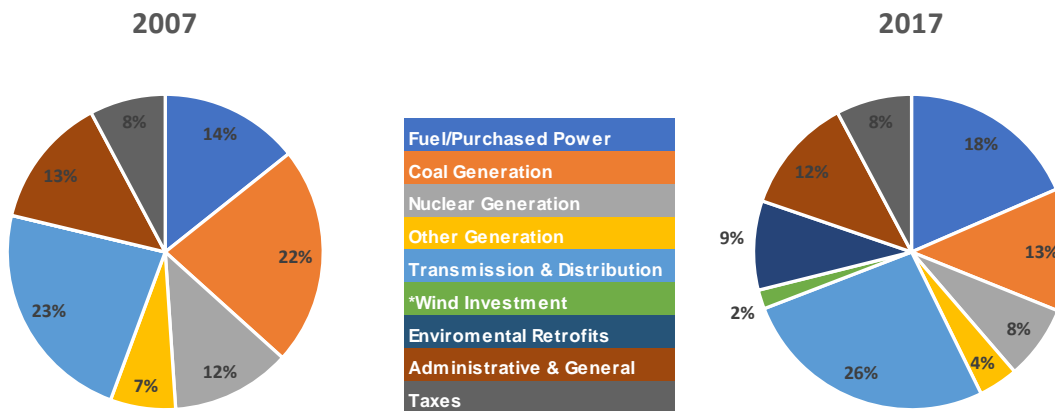 2007
2017
8%
14%
13%
22%
23%
7%
12%
Fuel/Purchased Power
Coal Generation
Nuclear Generation
Other Generation
Transmission & Distribution
*Wind Investment
Enviromental Retrofits
Administrative & General
Taxes
8%
18%
12%
9%
13%
2%
8%
4%
26%